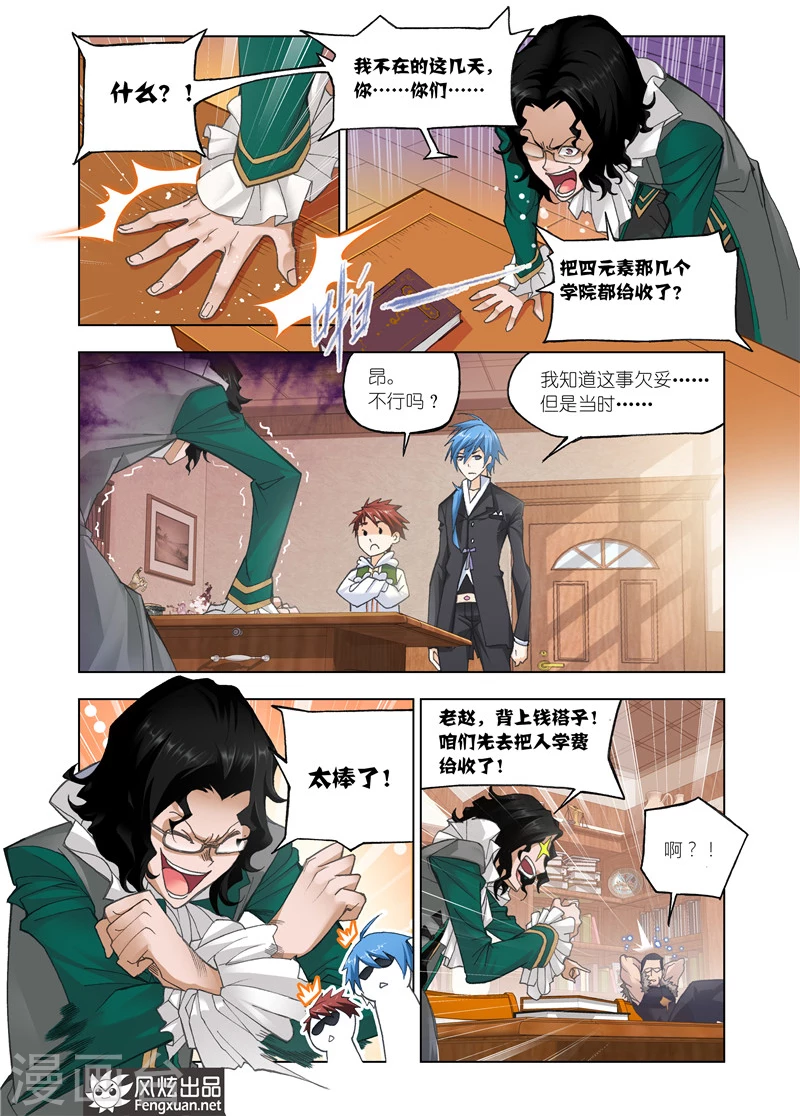 什么？！
我不在的这几天，
你……你们……
把四元素那几个
学院都给收了？
啪
昂。
不行吗？
我知道这事欠妥……
但是当时……
太棒了！
老赵，背上钱搭子！
咱们先去把入学费
给收了！
啊？！
漫画台
风炫出品
Fengxuan.net